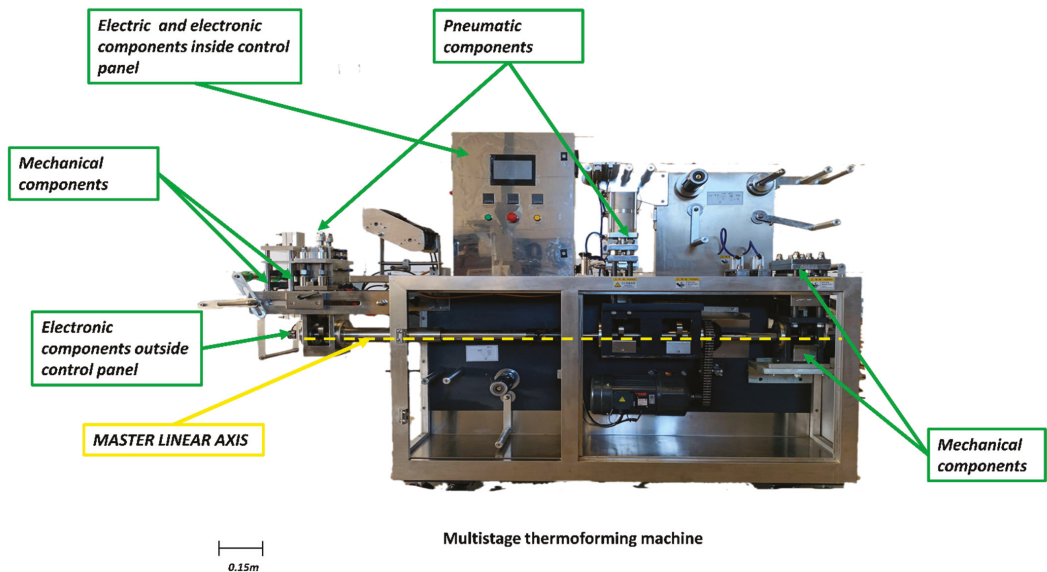 Electric and electronic
components inside control
panel
Pneumatic
components
Mechanical
components
Electronic
components outside
control panel
MASTER LINEAR AXIS
Mechanical
components
Multistage thermoforming machine
0.15m